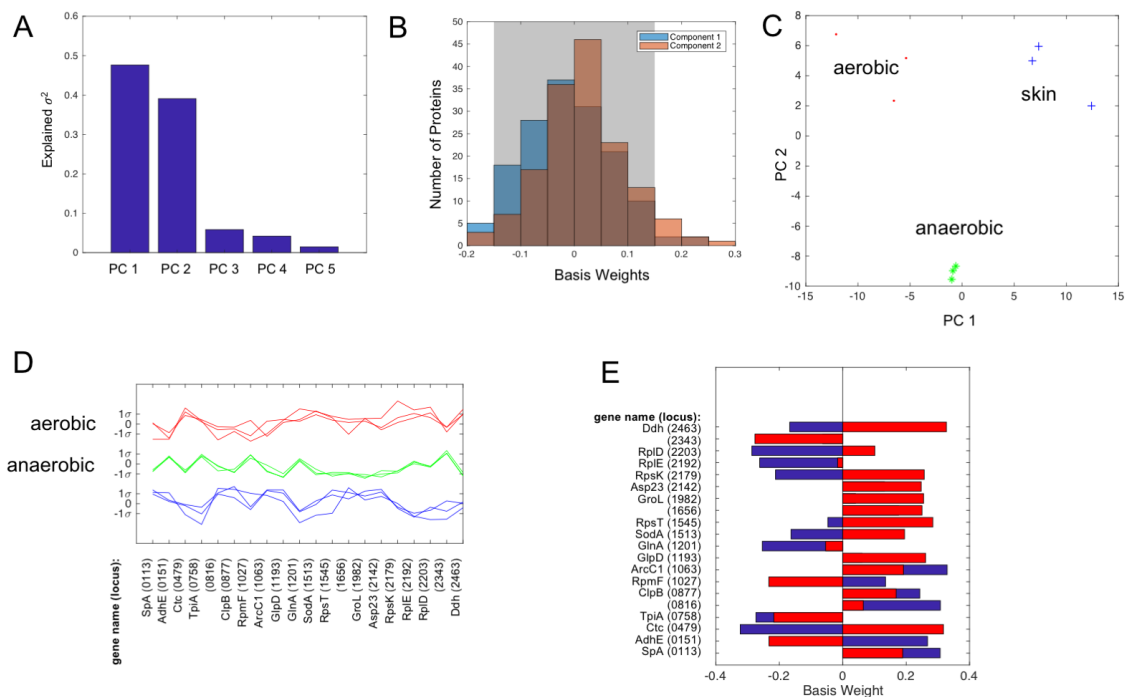 A
0.6
0.5
0.4
0.3
0.2
0.1
0
Explained σ²
PC 1 PC 2 PC 3 PC 4 PC 5
B
50
45
40
35
30
25
20
15
10
5
0
Number of Proteins
Component 1
Component 2
-0.2 -0.1 0 0.1 0.2 0.3
Basis Weights
C
8
6
4
2
0
-2
-4
-6
-8
-10
PC 2
aerobic
skin
anaerobic
-15 -10 -5 0 5 10 15
PC 1
D
aerobic
1σ
0
-1σ
anaerobic
1σ
0
-1σ
1σ
0
-1σ
gene name (locus):
SpA (0113)
AdhE (0151)
Ctc (0479)
TpiA (0758)
(0816)
ClpB (0877)
RpmF (1027)
ArcC1 (1063)
GlpD (1193)
GlnA (1201)
SodA (1513)
RpsT (1545)
(1656)
GroL (1982)
Asp23 (2142)
RpsK (2179)
RplE (2192)
RplD (2203)
(2343)
Ddh (2463)
E
gene name (locus):
Ddh (2463)
(2343)
RplD (2203)
RplE (2192)
RpsK (2179)
Asp23 (2142)
GroL (1982)
(1656)
RpsT (1545)
SodA (1513)
GlnA (1201)
GlpD (1193)
ArcC1 (1063)
RpmF (1027)
ClpB (0877)
(0816)
TpiA (0758)
Ctc (0479)
AdhE (0151)
SpA (0113)
-0.4 -0.2 0 0.2 0.4
Basis Weight